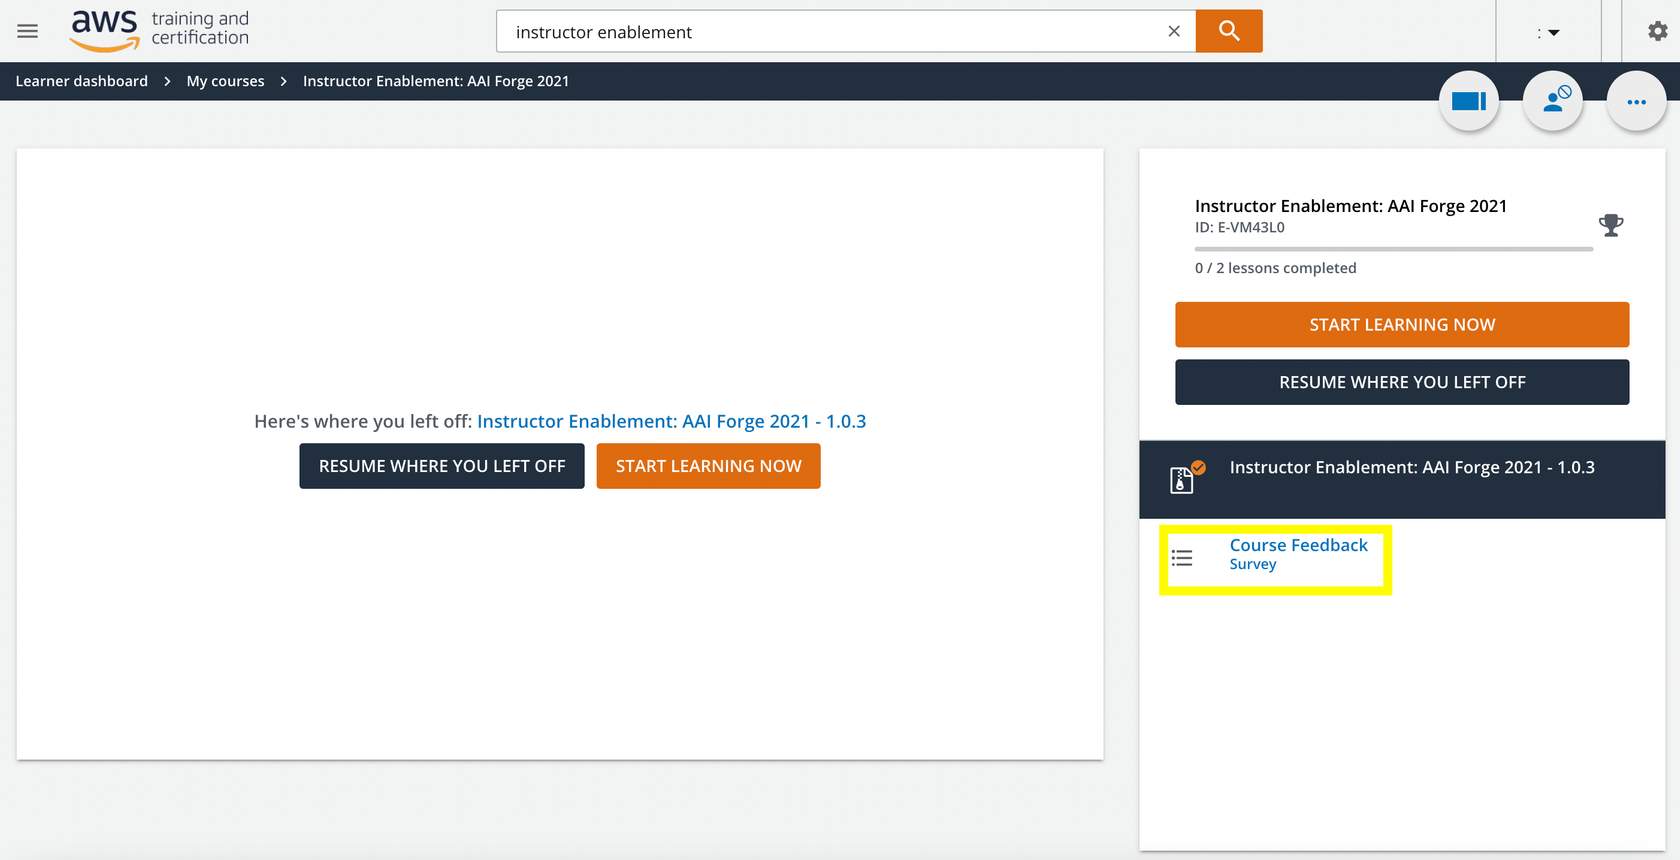 aws training and
certification
instructor enablement
:
Learner dashboard > My courses > Instructor Enablement: AAI Forge 2021
Here's where you left off: Instructor Enablement: AAI Forge 2021 - 1.0.3
RESUME WHERE YOU LEFT OFF
START LEARNING NOW
Instructor Enablement: AAI Forge 2021
ID: E-VM43L0
0 / 2 lessons completed
START LEARNING NOW
RESUME WHERE YOU LEFT OFF
Instructor Enablement: AAI Forge 2021 - 1.0.3
Course Feedback
Survey